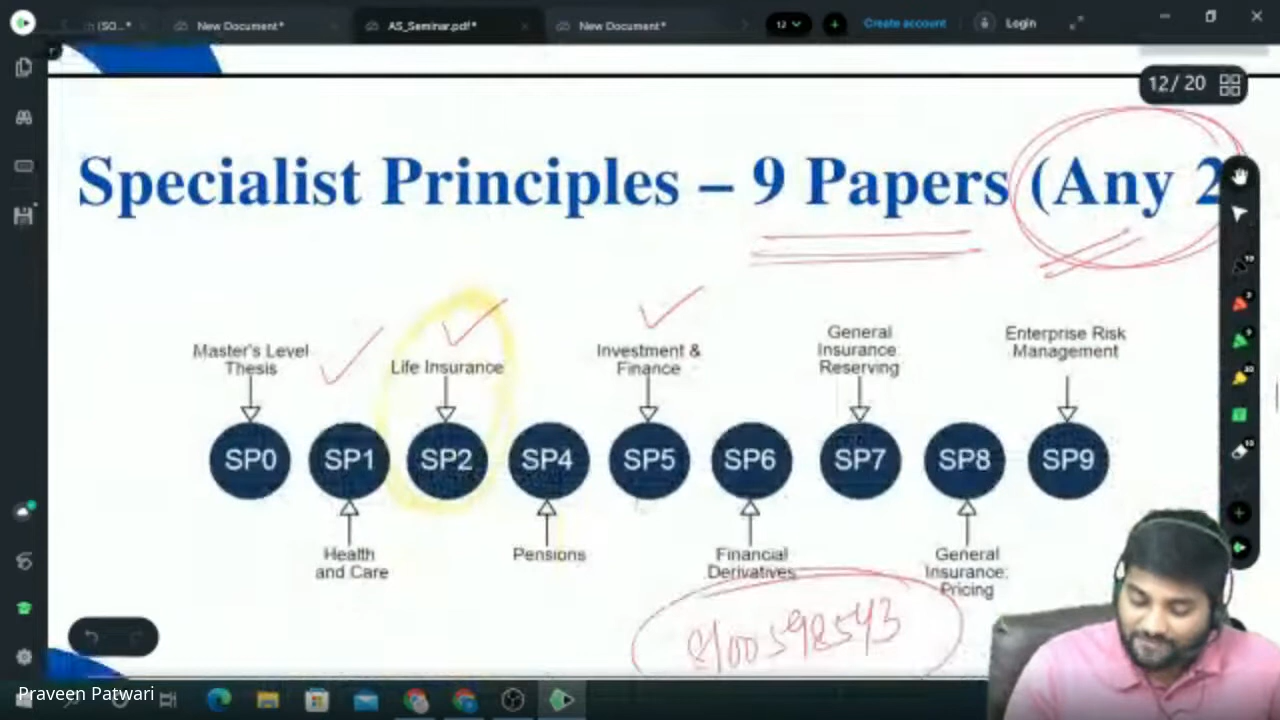 New Document*
AS_Seminar.pdf*
New Document*
12
Create account
Login
12/ 20
Specialist Principles – 9 Papers (Any 2
Master's Level
Thesis
Life Insurance
Investment &
Finance
General
Insurance:
Reserving
Enterprise Risk
Management
SP0
SP1
SP2
SP4
SP5
SP6
SP7
SP8
SP9
Health
and Care
Pensions
Financial
Derivatives
General
Insurance:
Pricing
Praveen Patwari